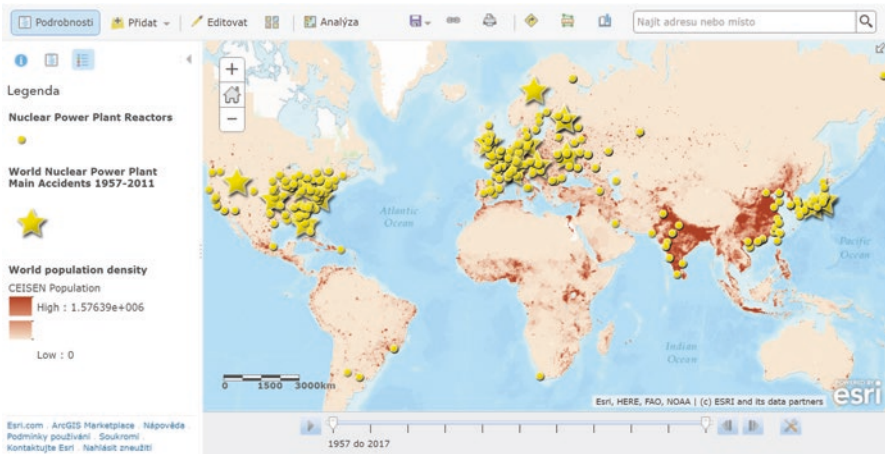 Podrobnosti
Přidat
Editovat
Analýza
Najít adresu nebo místo
Legenda
Nuclear Power Plant Reactors
World Nuclear Power Plant
Main Accidents 1957-2011
World population density
CEISEN Population
High : 1.57639e+006
Low : 0
Esri.com . ArcGIS Marketplace . Nápověda
Podmínky používání . Soukromí .
Kontaktujte Esri . Nahlásit zneužití
+
−
Atlantic
Ocean
Pacific
Ocean
Indian
Ocean
0 1500 3000km
Esri, HERE, FAO, NOAA | (c) ESRI and its data partners
POWERED BY
esri
1957 do 2017